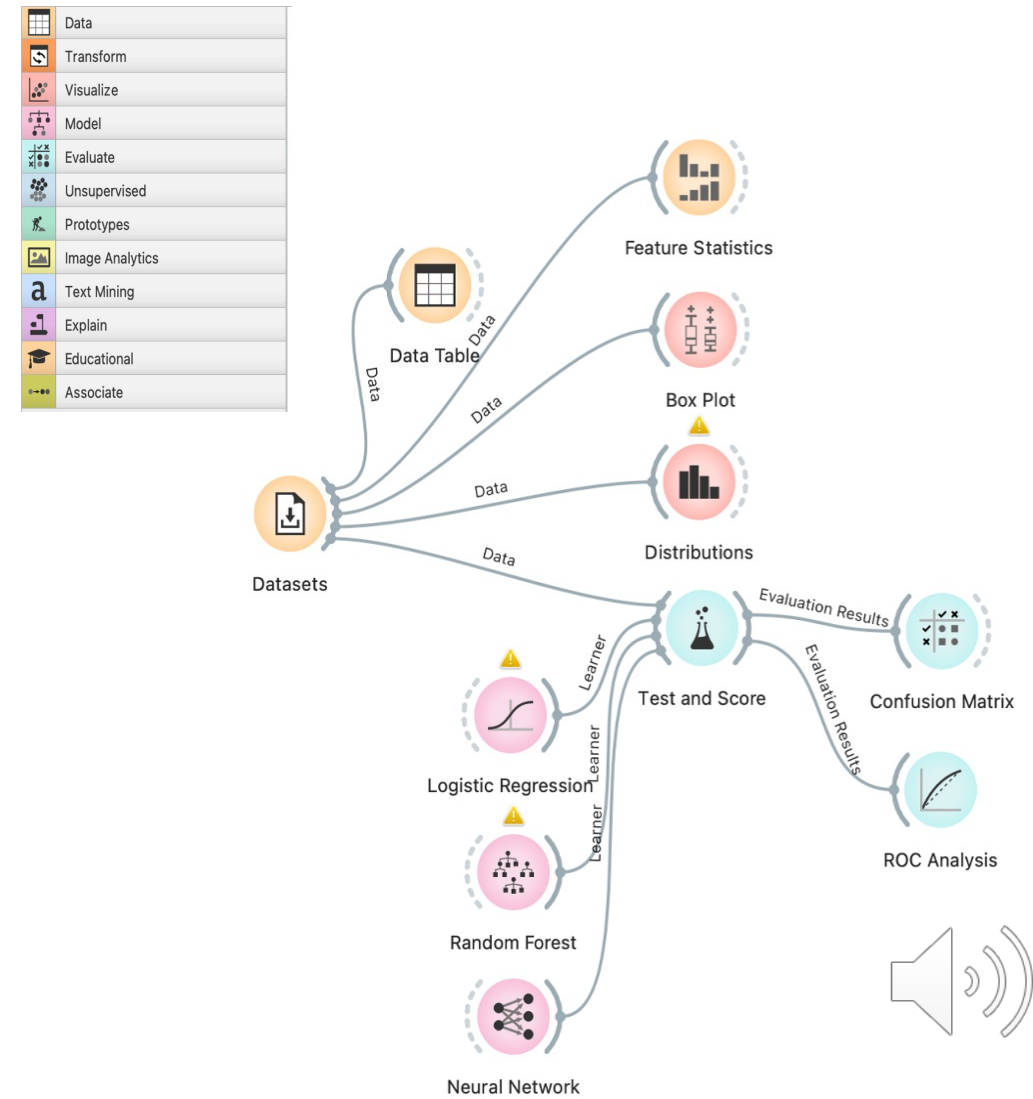 Data
Transform
Visualize
Model
Evaluate
Unsupervised
Prototypes
Image Analytics
a Text Mining
Explain
Educational
Associate
Feature Statistics
Data Table
Data
Data
Box Plot
Data
Data
Distributions
Datasets
Data
Evaluation Results
Learner
Test and Score
Confusion Matrix
Evaluation Results
Learner
Logistic Regression
Learner
ROC Analysis
Random Forest
Neural Network